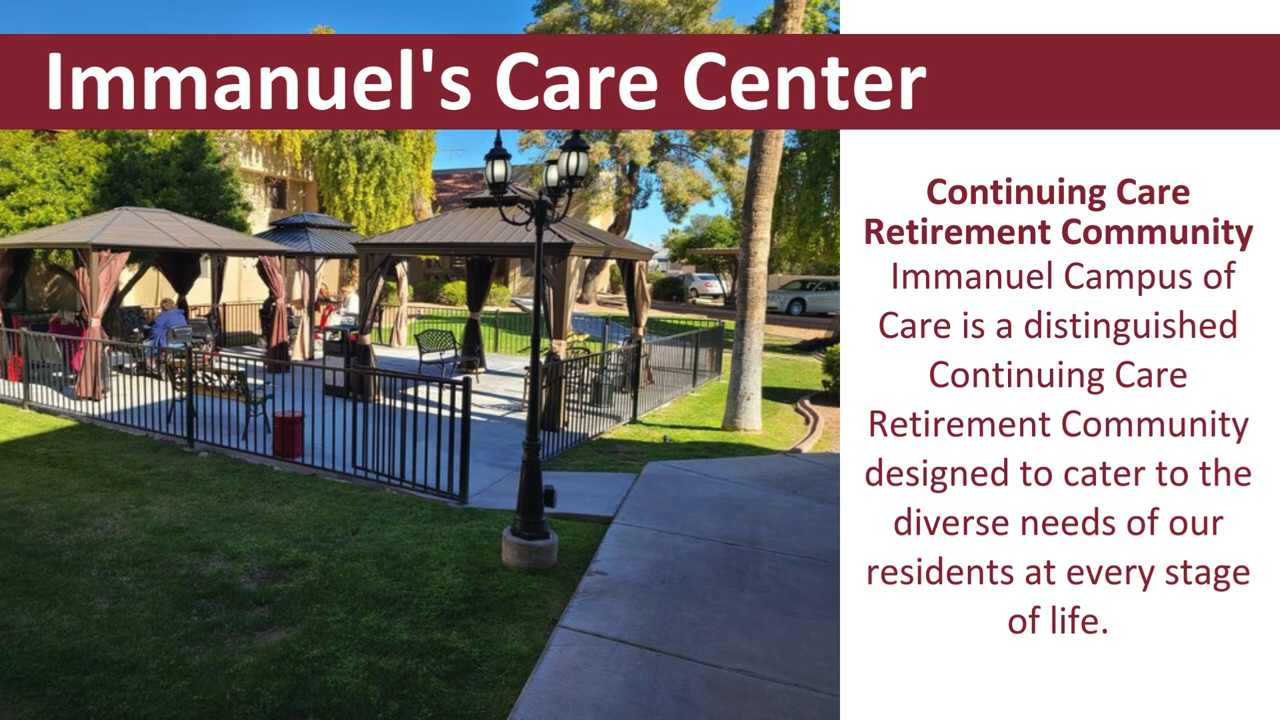 Immanuel's Care Center
Continuing Care
Retirement Community
Immanuel Campus of
Care is a distinguished
Continuing Care
Retirement Community
designed to cater to the
diverse needs of our
residents at every stage
of life.